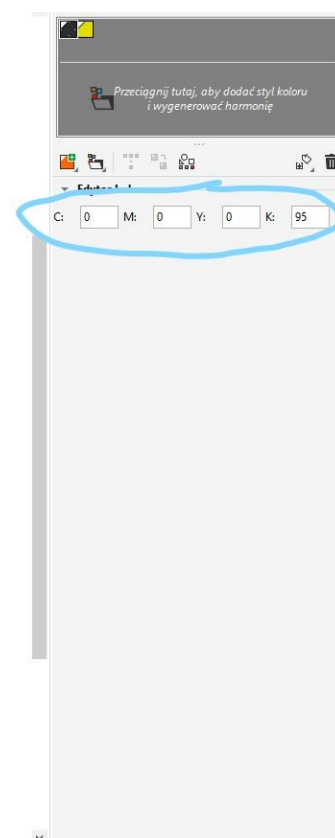 Przeciągnij tutaj, aby dodać styl koloru
i wygenerować harmonię
C: 0 M: 0 Y: 0 K: 95